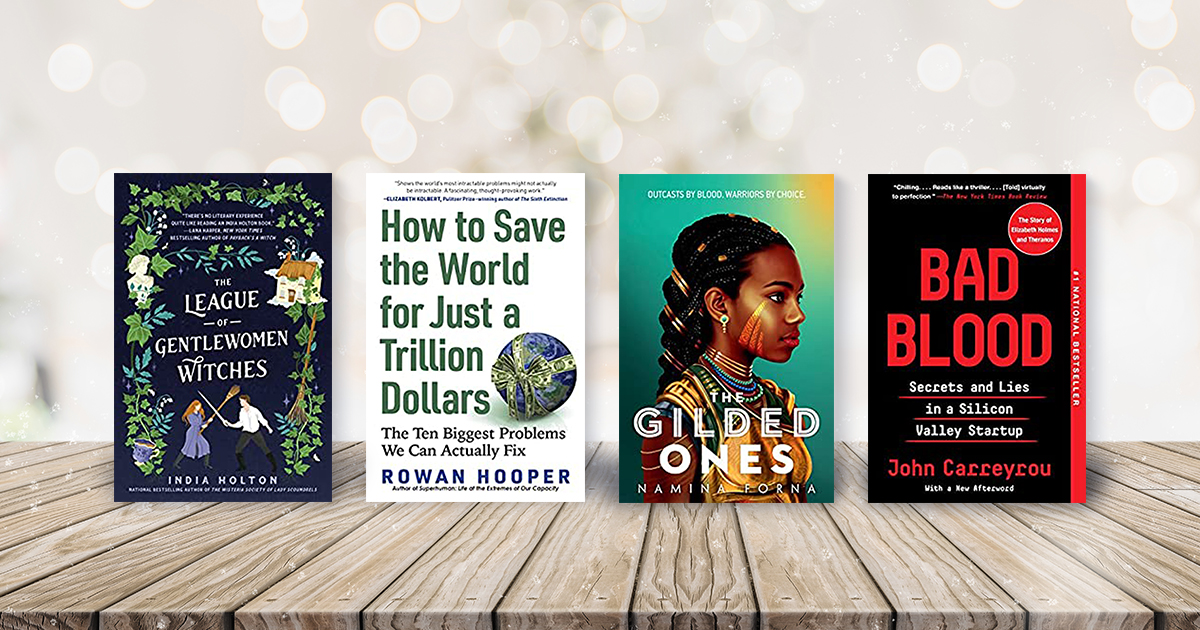 "THERE'S NO LITERARY EXPERIENCE
QUITE LIKE READING AN INDIA HOLTON BOOK."
—LANA HARPER, NEW YORK TIMES
BESTSELLING AUTHOR OF PAYBACK'S A WITCH
THE
LEAGUE
—OF—
GENTLEWOMEN
WITCHES
INDIA HOLTON
NATIONAL BESTSELLING AUTHOR OF THE WISTERIA SOCIETY OF LADY SCOUNDRELS
"Shows the world's most intractable problems might not actually
be intractable. A fascinating, thought-provoking work."
—ELIZABETH KOLBERT, Pulitzer Prize–winning author of The Sixth Extinction
How to Save
the World
for Just a
Trillion
Dollars
The Ten Biggest Problems
We Can Actually Fix
ROWAN HOOPER
Author of Superhuman: Life at the Extremes of Our Capacity
OUTCASTS BY BLOOD. WARRIORS BY CHOICE.
THE
GILDED
ONES
NAMINA FORNA
"Chilling. . . . Reads like a thriller. . . . [Told] virtually
to perfection." —The New York Times Book Review
The Story of
Elizabeth Holmes
and Theranos
BAD
BLOOD
Secrets and Lies
in a Silicon
Valley Startup
John Carreyrou
With a New Afterword
#1 NATIONAL BESTSELLER